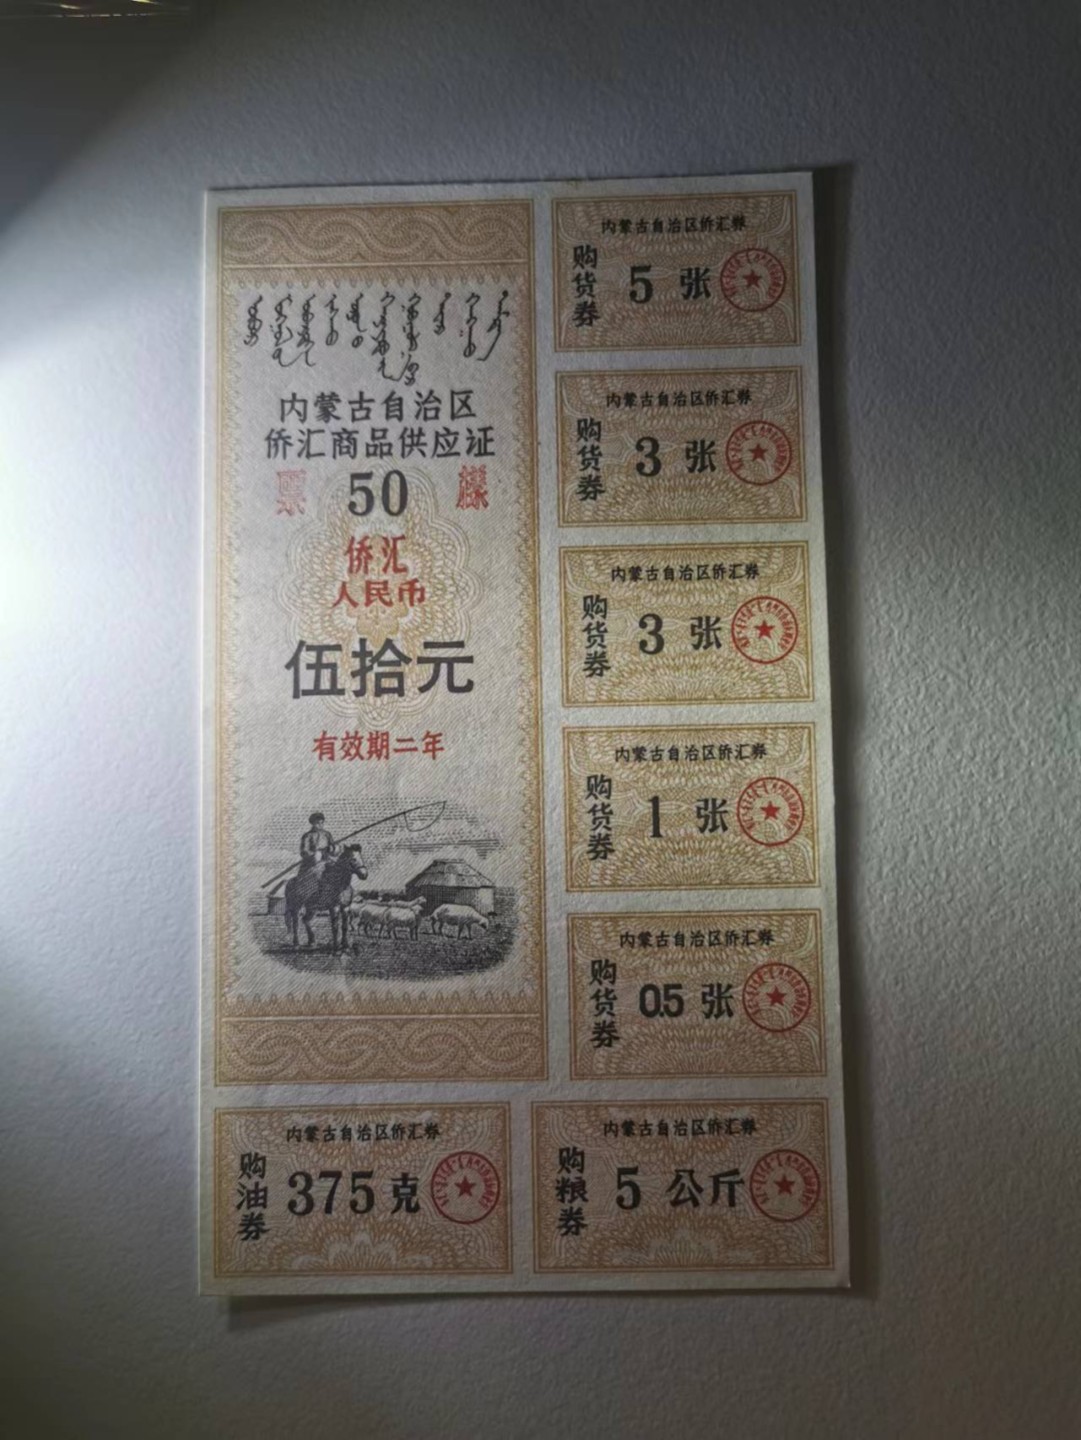 内蒙古自治区
侨汇商品供应证
票 50 樣
侨汇
人民币
伍拾元
有效期二年
内蒙古自治区侨汇券
购货券
5 张
内蒙古自治区侨汇券
购货券
3 张
内蒙古自治区侨汇券
购货券
3 张
内蒙古自治区侨汇券
购货券
1 张
内蒙古自治区侨汇券
购货券
0.5 张
内蒙古自治区侨汇券
购油券
375 克
内蒙古自治区侨汇券
购粮券
5 公斤